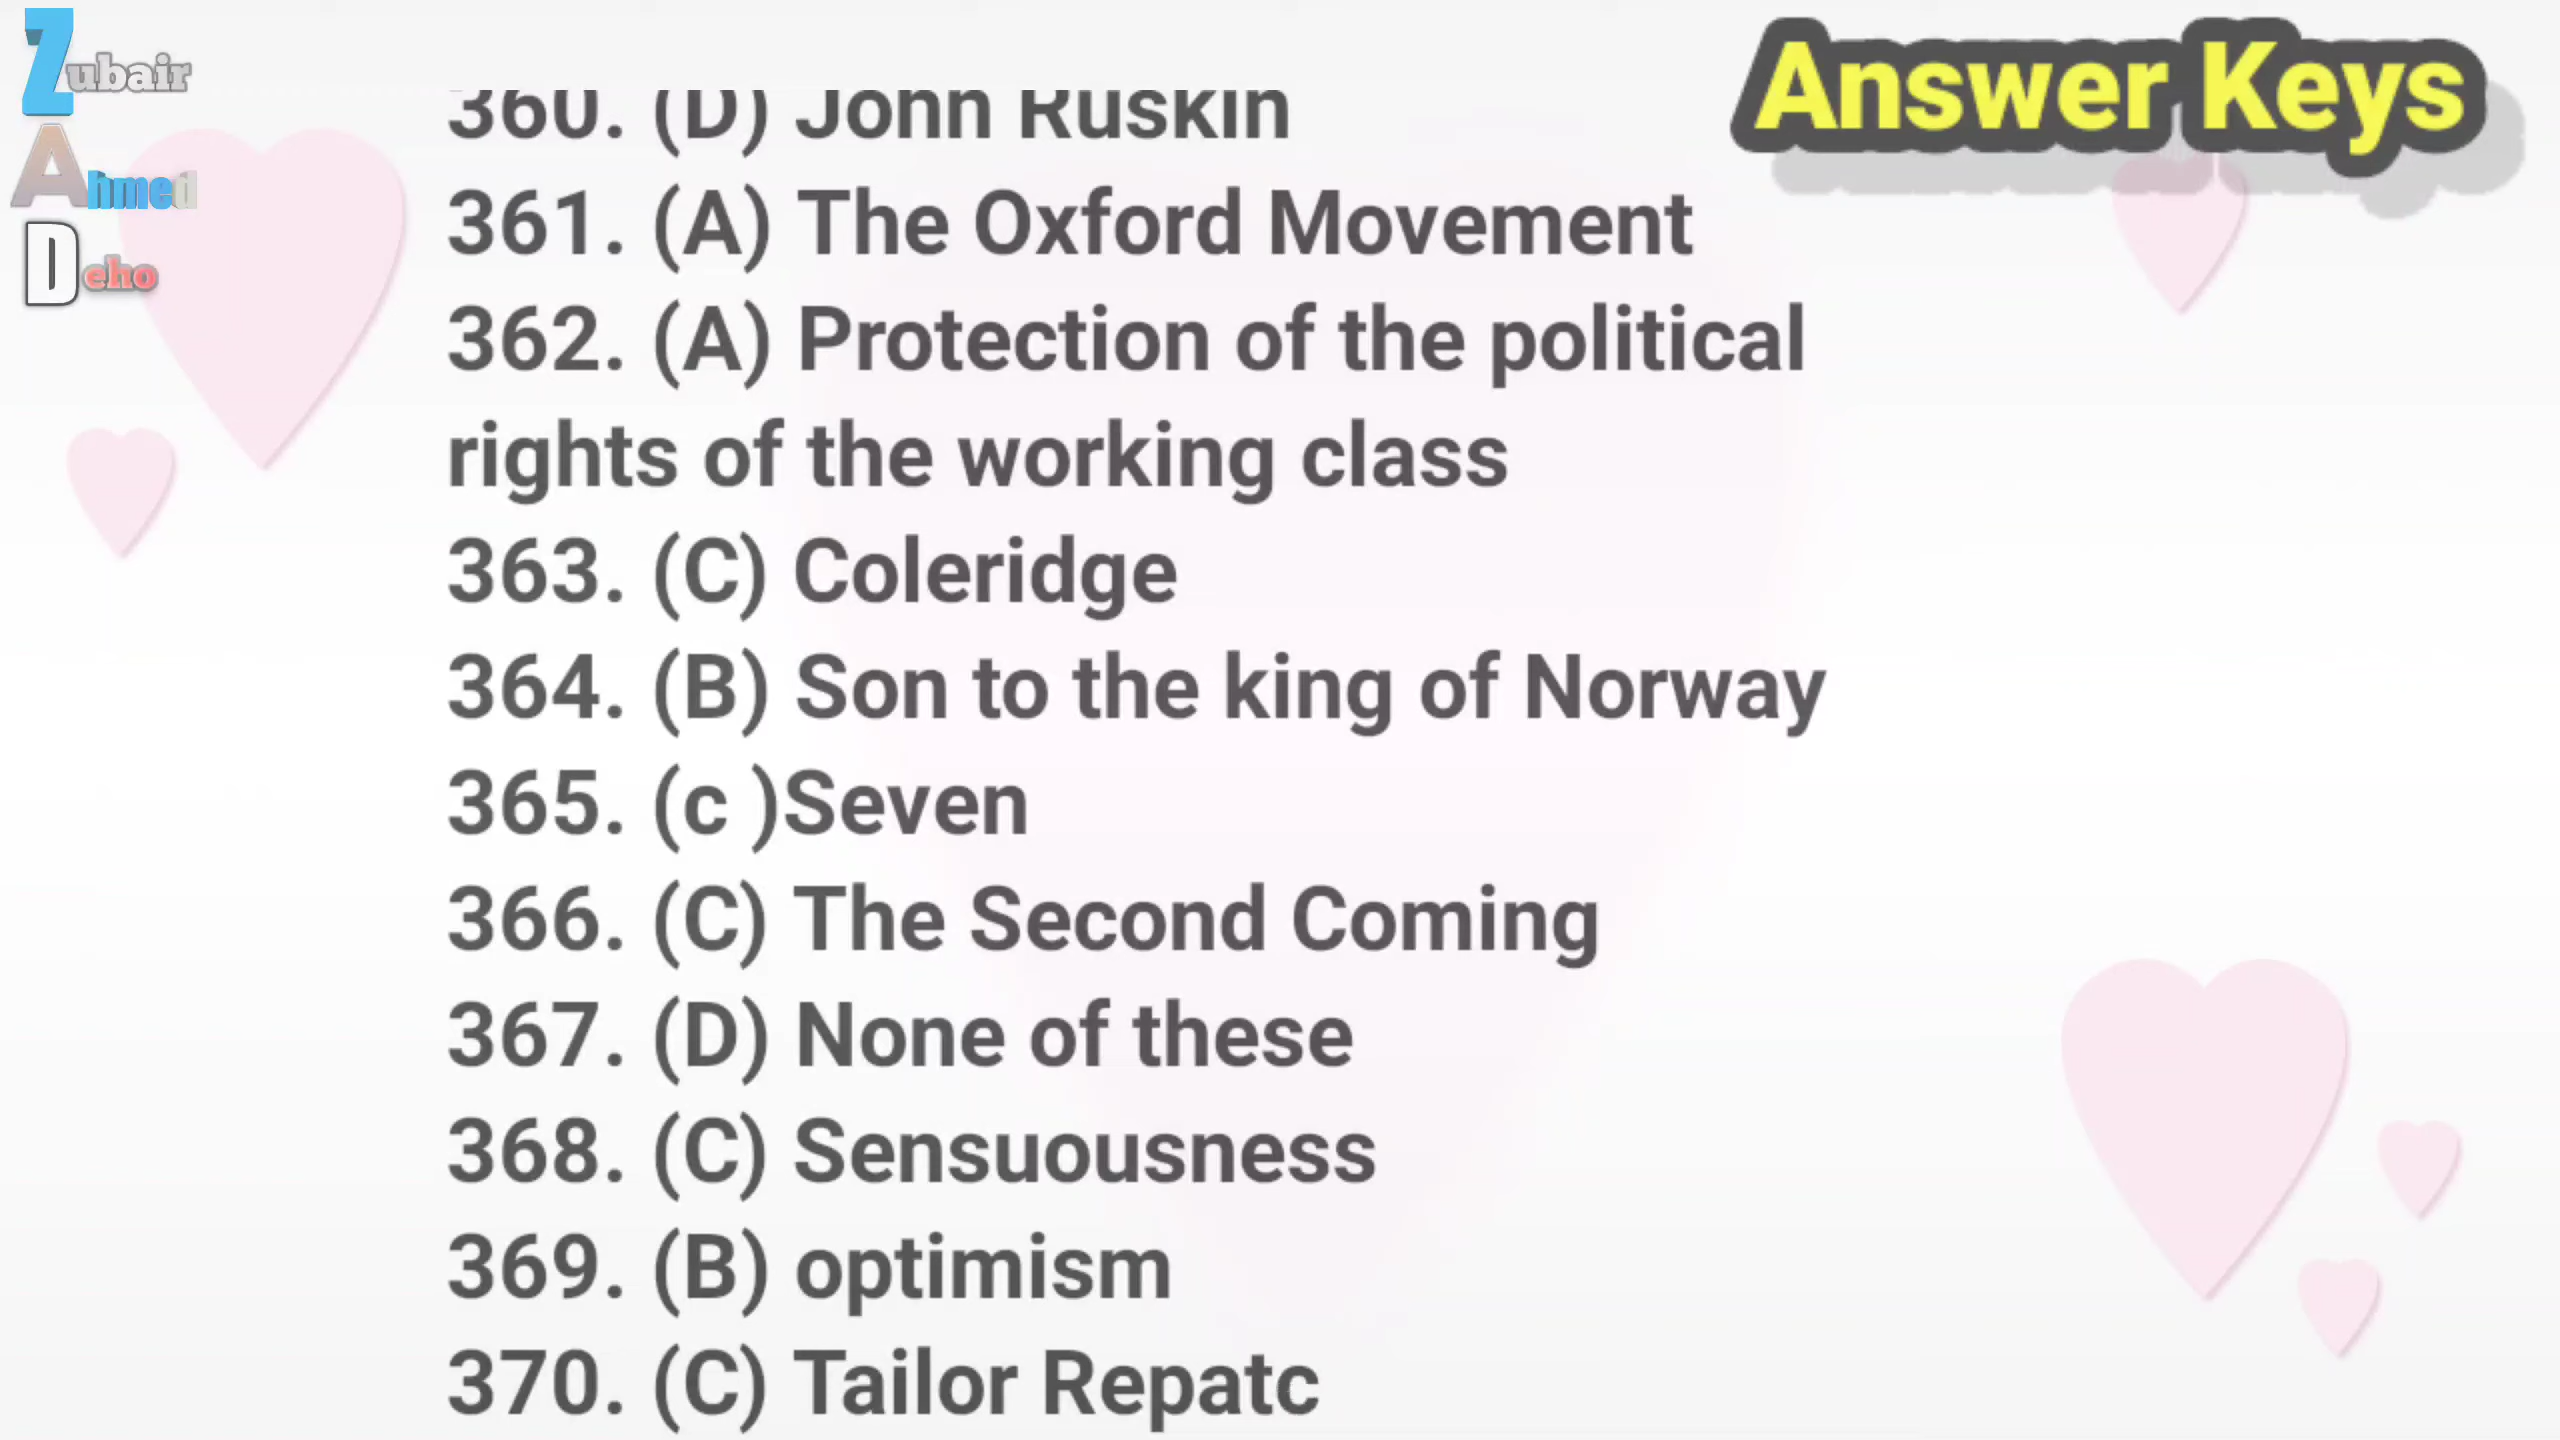 Zubair
Ahmed
Deho
Answer Keys
360. (D) John Ruskin
361. (A) The Oxford Movement
362. (A) Protection of the political
rights of the working class
363. (C) Coleridge
364. (B) Son to the king of Norway
365. (c )Seven
366. (C) The Second Coming
367. (D) None of these
368. (C) Sensuousness
369. (B) optimism
370. (C) Tailor Repatc